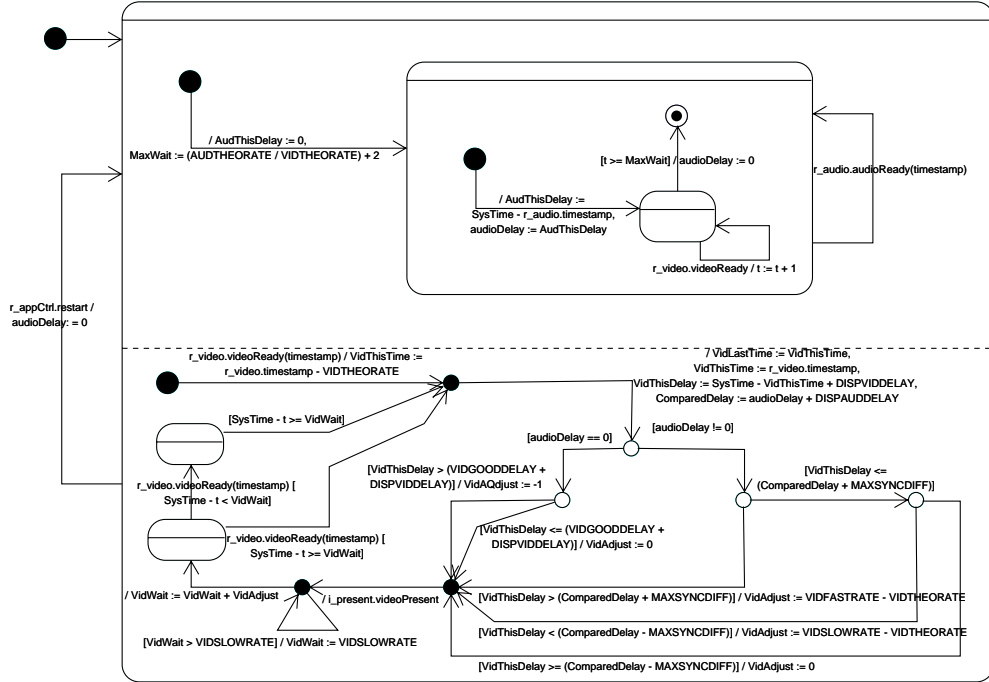 / AudThisDelay := 0,
MaxWait := (AUDTHEORATE / VIDTHEORATE) + 2
[t >= MaxWait] / audioDelay := 0
r_audio.audioReady(timestamp)
/ AudThisDelay :=
SysTime - r_audio.timestamp,
audioDelay := AudThisDelay
r_video.videoReady / t := t + 1
r_appCtrl.restart /
audioDelay: = 0
r_video.videoReady(timestamp) / VidThisTime :=
r_video.timestamp - VIDTHEORATE
/ VidLastTime := VidThisTime,
VidThisTime := r_video.timestamp,
VidThisDelay := SysTime - VidThisTime + DISPVIDDELAY,
ComparedDelay := audioDelay + DISPAUDDELAY
[SysTime - t >= VidWait]
[audioDelay == 0]
[audioDelay != 0]
[VidThisDelay > (VIDGOODDELAY +
DISPVIDDELAY)] / VidAQdjust := -1
[VidThisDelay <=
(ComparedDelay + MAXSYNCDIFF)]
r_video.videoReady(timestamp) [
SysTime - t < VidWait]
[VidThisDelay <= (VIDGOODDELAY +
DISPVIDDELAY)] / VidAdjust := 0
r_video.videoReady(timestamp) [
SysTime - t >= VidWait]
/ VidWait := VidWait + VidAdjust
/ i_present.videoPresent
[VidThisDelay > (ComparedDelay + MAXSYNCDIFF)] / VidAdjust := VIDFASTRATE - VIDTHEORATE
[VidWait > VIDSLOWRATE] / VidWait := VIDSLOWRATE
[VidThisDelay < (ComparedDelay - MAXSYNCDIFF)] / VidAdjust := VIDSLOWRATE - VIDTHEORATE
[VidThisDelay >= (ComparedDelay - MAXSYNCDIFF)] / VidAdjust := 0